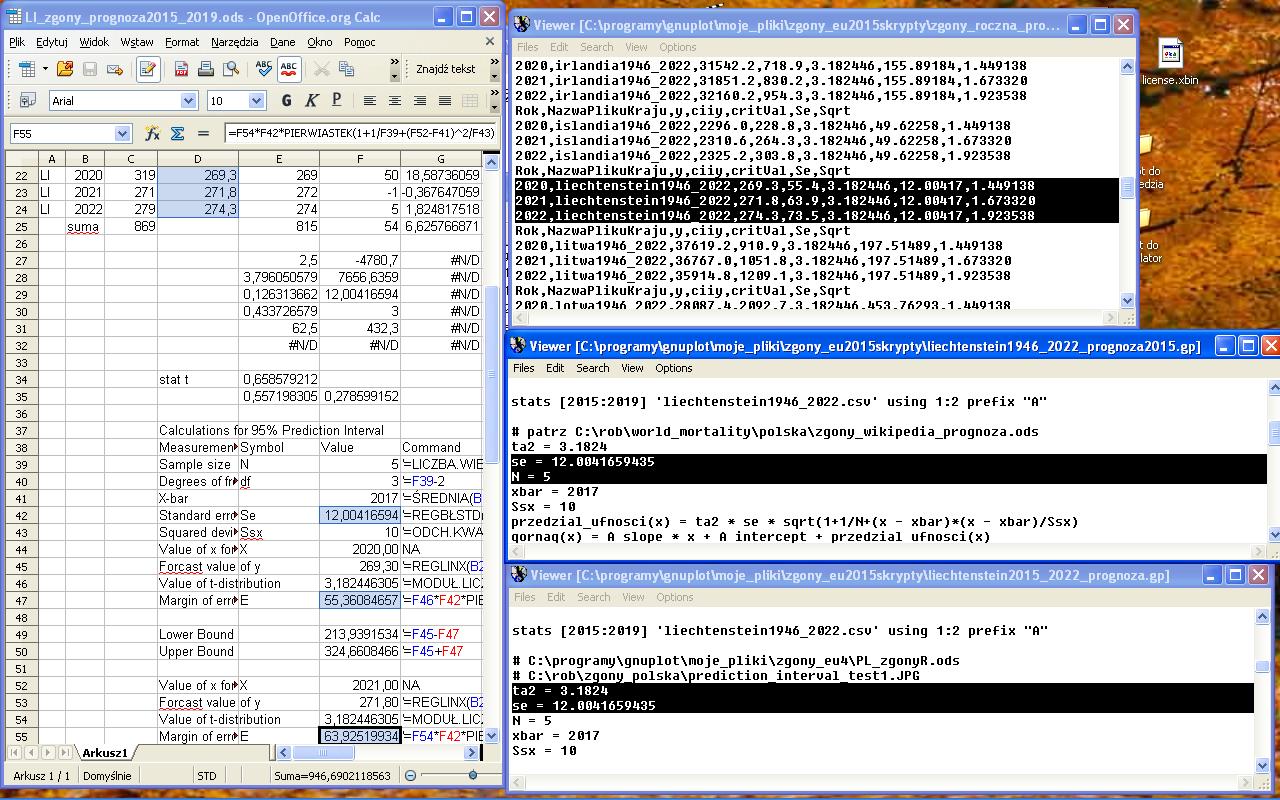 LI_zgony_prognoza2015_2019.ods - OpenOffice.org Calc
Plik Edytuj Widok Wstaw Format Narzędzia Dane Okno Pomoc
Znajdź tekst
Arial 10 G K P
F55 =F54*F42*PIERWIASTEK(1+1/F39+(F52-F41)^2/F43)
A B C D E F G
22 LI 2020 319 269,3 269 50 18,58736059
23 LI 2021 271 271,8 272 -1 -0,367647059
24 LI 2022 279 274,3 274 5 1,824817518
25 suma 869 815 54 6,625766871
26
27 2,5 -4780,7 #N/D
28 3,796050579 7656,6359 #N/D
29 0,126313662 12,00416594 #N/D
30 0,433726579 3 #N/D
31 62,5 432,3 #N/D
32 #N/D #N/D #N/D
33
34 stat t 0,658579212
35 0,557198305 0,278599152
36
37 Calculations for 95% Prediction Interval
38 Measuremen Symbol Value Command
39 Sample size N 5 '=LICZBA.WIE
40 Degrees of fr df 3 '=F39-2
41 X-bar 2017 '=ŚREDNIA(B
42 Standard erro Se 12,00416594 '=REGBŁSTD
43 Squared devi Ssx 10 '=ODCH.KWA
44 Value of x fo X 2020,00 NA
45 Forcast value of y 269,30 '=REGLINX(B2
46 Value of t-distribution 3,182446305 '=MODUŁ.LIC
47 Margin of erro E 55,36084657 '=F46*F42*PIE
48
49 Lower Bound 213,9391534 '=F45-F47
50 Upper Bound 324,6608466 '=F45+F47
51
52 Value of x fo X 2021,00 NA
53 Forcast value of y 271,80 '=REGLINX(B2
54 Value of t-distribution 3,182446305 '=MODUŁ.LIC
55 Margin of erro E 63,92519934 '=F54*F42*PIE
Arkusz1
Arkusz 1 / 1 Domyślnie STD Suma=946,6902118563
Viewer [C:\programy\gnuplot\moje_pliki\zgony_eu2015skrypty\zgony_roczna_pro...
Files Edit Search View Options
2020,irlandia1946_2022,31542.2,718.9,3.182446,155.89184,1.449138
2021,irlandia1946_2022,31851.9,830.2,3.182446,155.89184,1.673320
2022,irlandia1946_2022,32160.2,954.3,3.182446,155.89184,1.923538
Rok,NazwaPlikuKraju,y,ciiy,critVal,Se,Sqrt
2020,islandia1946_2022,2296.0,228.8,3.182446,49.62258,1.449138
2021,islandia1946_2022,2310.6,264.3,3.182446,49.62258,1.673320
2022,islandia1946_2022,2325.2,303.8,3.182446,49.62258,1.923538
Rok,NazwaPlikuKraju,y,ciiy,critVal,Se,Sqrt
2020,liechtenstein1946_2022,269.3,55.4,3.182446,12.00417,1.449138
2021,liechtenstein1946_2022,271.8,63.9,3.182446,12.00417,1.673320
2022,liechtenstein1946_2022,274.3,73.5,3.182446,12.00417,1.923538
Rok,NazwaPlikuKraju,y,ciiy,critVal,Se,Sqrt
2020,litwa1946_2022,37619.2,910.9,3.182446,197.51489,1.449138
2021,litwa1946_2022,36767.0,1051.8,3.182446,197.51489,1.673320
2022,litwa1946_2022,35914.8,1209.1,3.182446,197.51489,1.923538
Rok,NazwaPlikuKraju,y,ciiy,critVal,Se,Sqrt
2020,lotwa1946_2022,28087.4,2092.7,3.182446,453.76293,1.449138
license.xbin
t do
edzia
t do
lator
Viewer [C:\programy\gnuplot\moje_pliki\zgony_eu2015skrypty\liechtenstein1946_2022_prognoza2015.gp]
Files Edit Search View Options
stats [2015:2019] 'liechtenstein1946_2022.csv' using 1:2 prefix "A"
# patrz C:\rob\world_mortality\polska\zgony_wikipedia_prognoza.ods
ta2 = 3.1824
se = 12.0041659435
N = 5
xbar = 2017
Ssx = 10
przedzial_ufnosci(x) = ta2 * se * sqrt(1+1/N+(x - xbar)*(x - xbar)/Ssx)
gornaq(x) = A_slope * x + A_intercept + przedzial_ufnosci(x)
Viewer [C:\programy\gnuplot\moje_pliki\zgony_eu2015skrypty\liechtenstein2015_2022_prognoza.gp]
Files Edit Search View Options
stats [2015:2019] 'liechtenstein1946_2022.csv' using 1:2 prefix "A"
# C:\programy\gnuplot\moje_pliki\zgony_eu4\PL_zgonyR.ods
# C:\rob\zgony_polska\prediction_interval_test1.JPG
ta2 = 3.1824
se = 12.0041659435
N = 5
xbar = 2017
Ssx = 10